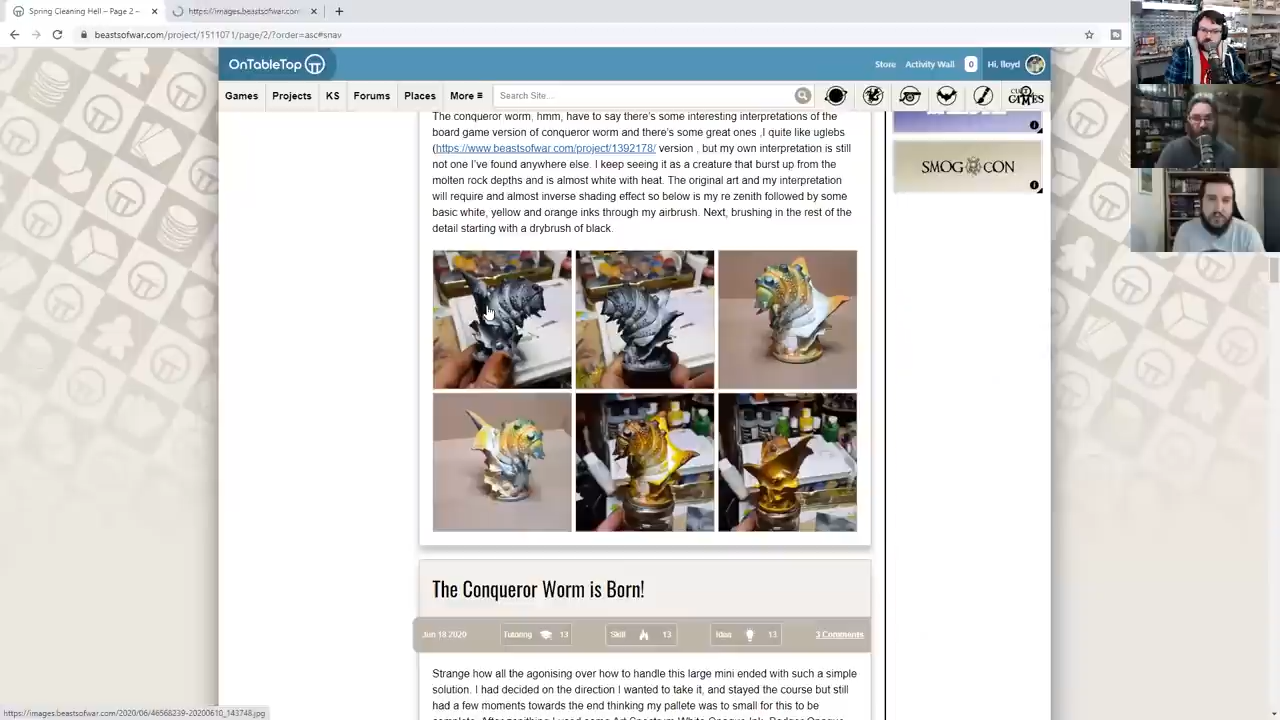 Spring Cleaning Hell – Page 2 –
https://images.beastsofwar.com
beastsofwar.com/project/1511071/page/2/?order=asc#snav
OnTableTop
Store
Activity Wall
0
Hi, lloyd
Games
Projects
KS
Forums
Places
More
Search Site...
GAMES
The conqueror worm, hmm, have to say there's some interesting interpretations of the
board game version of conqueror worm and there's some great ones ,I quite like uglebs
(https://www.beastsofwar.com/project/1392178/ version , but my own interpretation is still
not one I've found anywhere else. I keep seeing it as a creature that burst up from the
molten rock depths and is almost white with heat. The original art and my interpretation
will require and almost inverse shading effect so below is my re zenith followed by some
basic white, yellow and orange inks through my airbrush. Next, brushing in the rest of the
detail starting with a drybrush of black.
SMOG CON
The Conqueror Worm is Born!
Jun 18 2020
Tutoring 13
Skill 13
Idea 13
3 Comments
Strange how all the agonising over how to handle this large mini ended with such a simple
solution. I had decided on the direction I wanted to take it, and stayed the course but still
had a few moments towards the end thinking my pallete was to small for this to be
https://images.beastsofwar.com/2020/06/46568239-20200610_143748.jpg